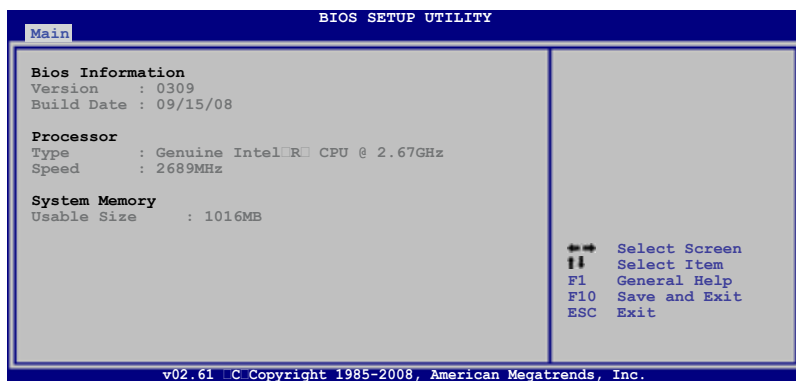 BIOS SETUP UTILITY
Main
Bios Information
Version : 0309
Build Date : 09/15/08
Processor
Type : Genuine Intel□R□ CPU @ 2.67GHz
Speed : 2689MHz
System Memory
Usable Size : 1016MB
←→ Select Screen
↑↓ Select Item
F1 General Help
F10 Save and Exit
ESC Exit
v02.61 □C□Copyright 1985-2008, American Megatrends, Inc.